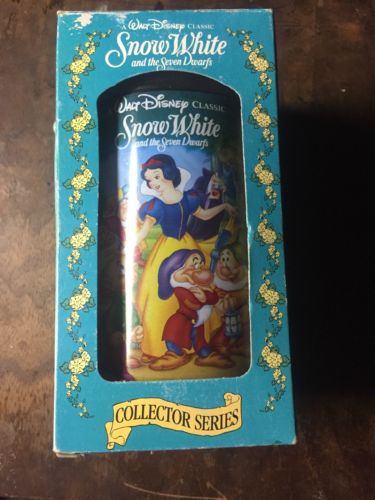 A WALT DISNEY CLASSIC
Snow White
and the Seven Dwarfs
WALT DISNEY CLASSIC
Snow White
and the Seven Dwarfs
COLLECTOR SERIES